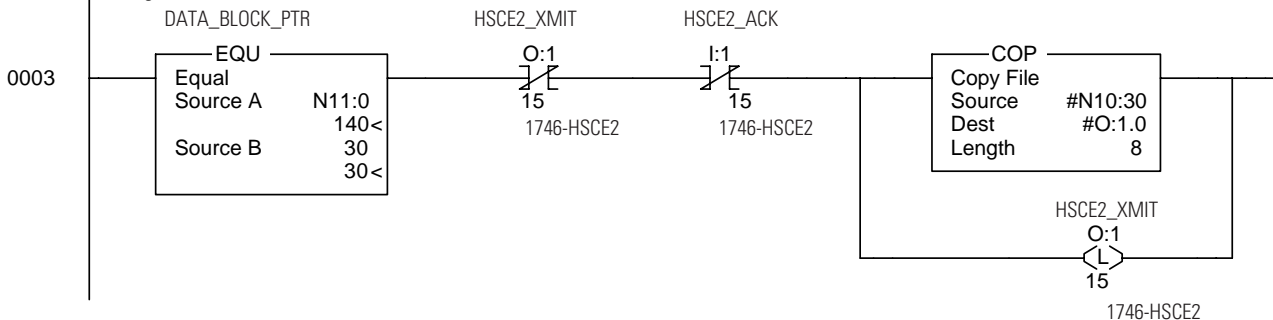 DATA_BLOCK_PTR
HSCE2_XMIT
HSCE2_ACK
EQU
O:1
I:1
COP
0003
Equal
Copy File
Source A N11:0
15
15
Source #N10:30
140<
1746-HSCE2
1746-HSCE2
Dest #O:1.0
Source B 30
Length 8
30<
HSCE2_XMIT
O:1
L
15
1746-HSCE2